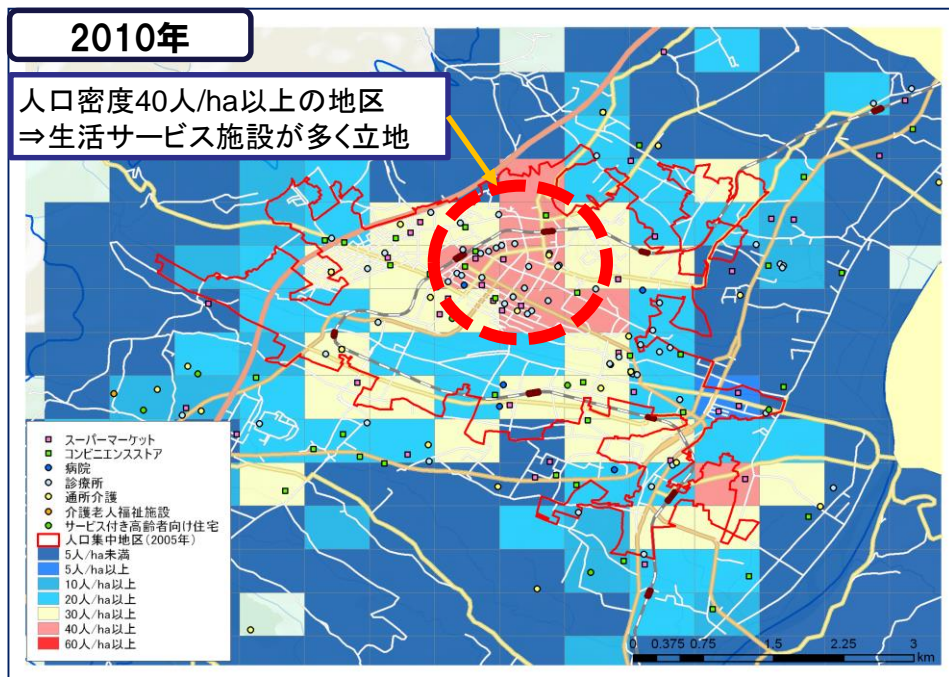 2010年
人口密度40人/ha以上の地区
⇒生活サービス施設が多く立地
スーパーマーケット
コンビニエンスストア
病院
診療所
通所介護
介護老人福祉施設
サービス付き高齢者向け住宅
人口集中地区(2005年)
5人/ha未満
5人/ha以上
10人/ha以上
20人/ha以上
30人/ha以上
40人/ha以上
60人/ha以上
0 0.375 0.75 1.5 2.25 3
km